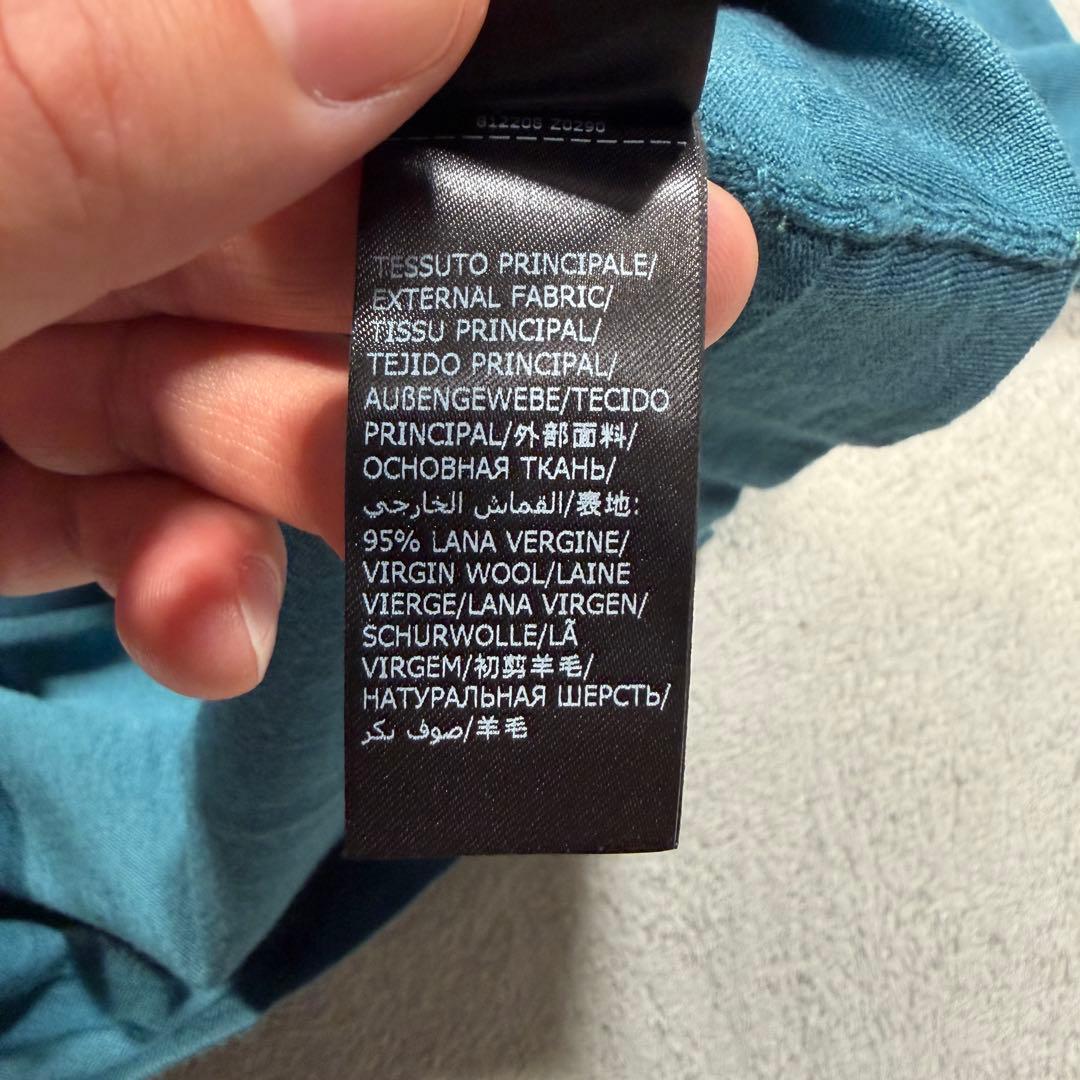 812208 Z0290
TESSUTO PRINCIPALE/
EXTERNAL FABRIC/
TISSU PRINCIPAL/
TEJIDO PRINCIPAL/
AUßENGEWEBE/TECIDO
PRINCIPAL/外部面料/
ОСНОВНАЯ ТКАНЬ/
القماش الخارجي/表地:
95% LANA VERGINE/
VIRGIN WOOL/LAINE
VIERGE/LANA VIRGEN/
SCHURWOLLE/LÃ
VIRGEM/初剪羊毛/
НАТУРАЛЬНАЯ ШЕРСТЬ/
صوف بكر/羊毛